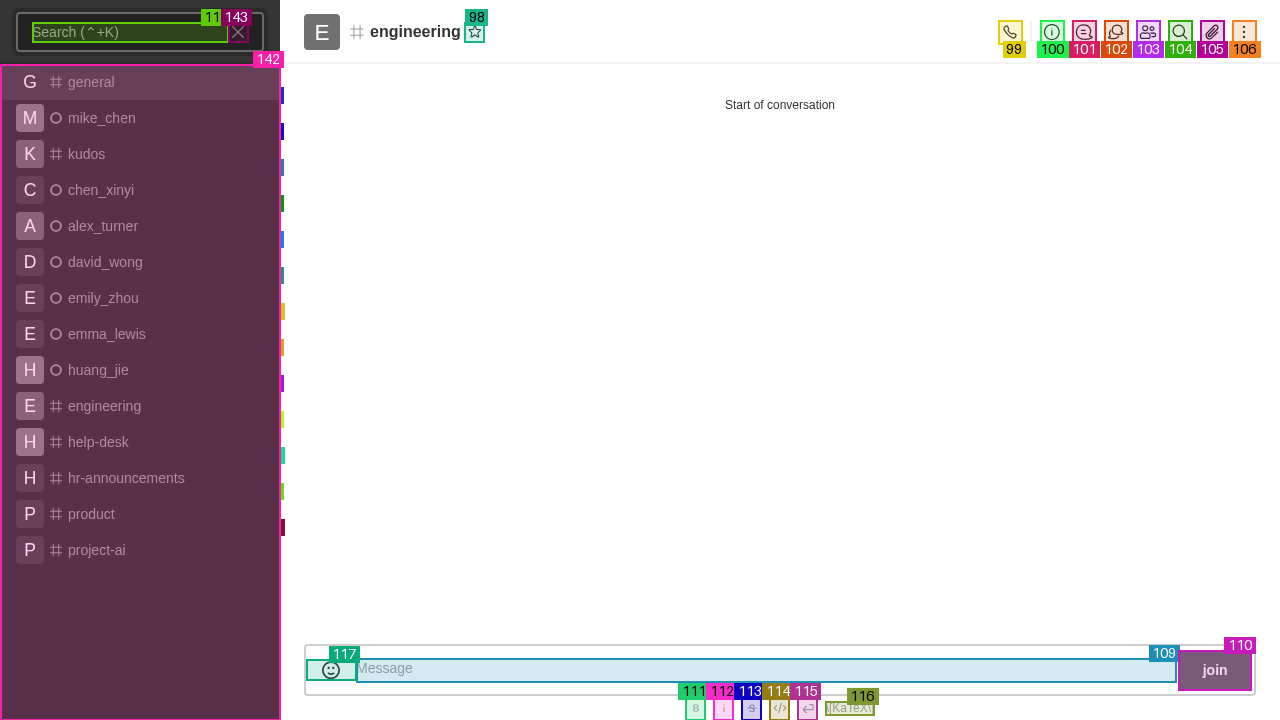 Search (⌃+K)
11
143
142
G general
M mike_chen
K kudos
C chen_xinyi
A alex_turner
D david_wong
E emily_zhou
E emma_lewis
H huang_jie
E engineering
H help-desk
H hr-announcements
P product
P project-ai
E engineering
98
99
100
101
102
103
104
105
106
Start of conversation
117
Message
109
110
join
111
112
113
114
115
116
B
i
S
</>
\[KaTeX\]